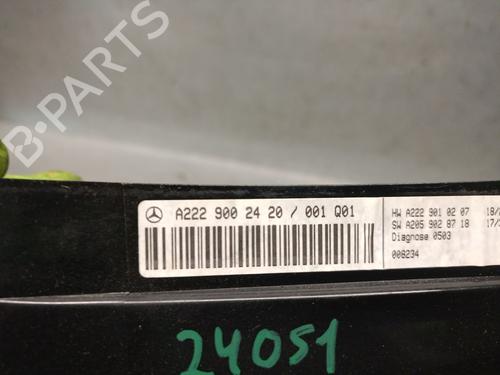 B-PARTS
A222 900 24 20 / 001 Q01
HW A222 901 02 07
SW A205 902 87 18
Diagnose 0503
008234
24051